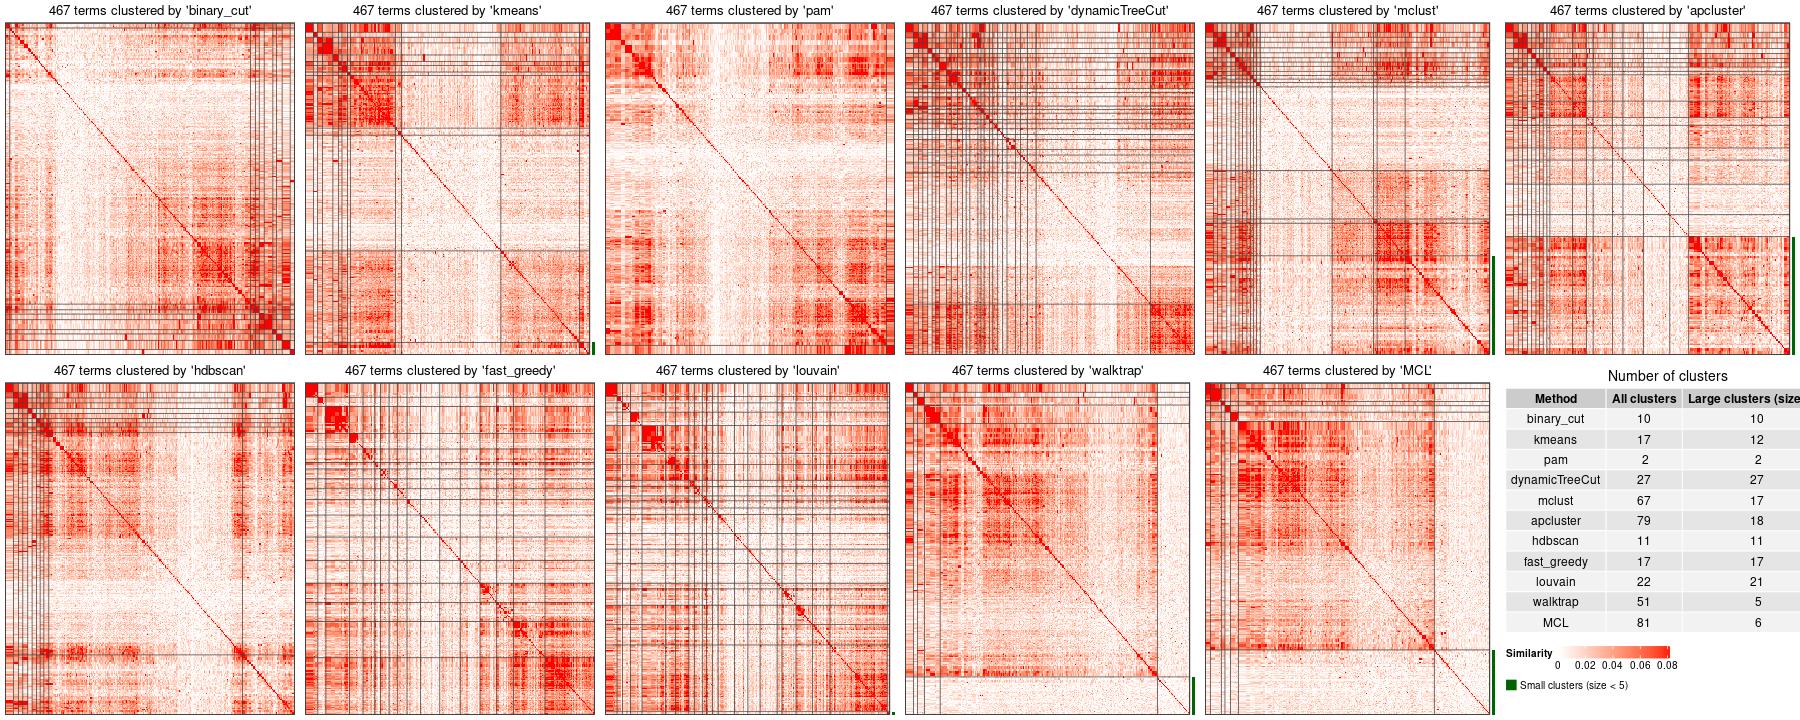 467 terms clustered by 'binary_cut'
467 terms clustered by 'kmeans'
467 terms clustered by 'pam'
467 terms clustered by 'dynamicTreeCut'
467 terms clustered by 'mclust'
467 terms clustered by 'apcluster'
467 terms clustered by 'hdbscan'
467 terms clustered by 'fast_greedy'
467 terms clustered by 'louvain'
467 terms clustered by 'walktrap'
467 terms clustered by 'MCL'
Number of clusters
Method All clusters Large clusters (size
binary_cut 10 10
kmeans 17 12
pam 2 2
dynamicTreeCut 27 27
mclust 67 17
apcluster 79 18
hdbscan 11 11
fast_greedy 17 17
louvain 22 21
walktrap 51 5
MCL 81 6
Similarity
0 0.02 0.04 0.06 0.08
Small clusters (size < 5)